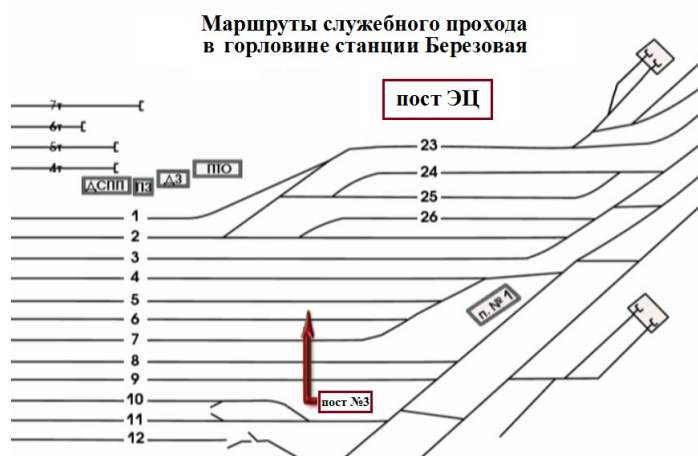 Маршруты служебного прохода
в горловине станции Березовая
пост ЭЦ
7т
6т
5т
4т
ДСПП
ПЗ
ДЗ
ПТО
23
24
25
26
1
2
3
4
5
6
7
8
9
10
11
12
п. № 1
пост №3